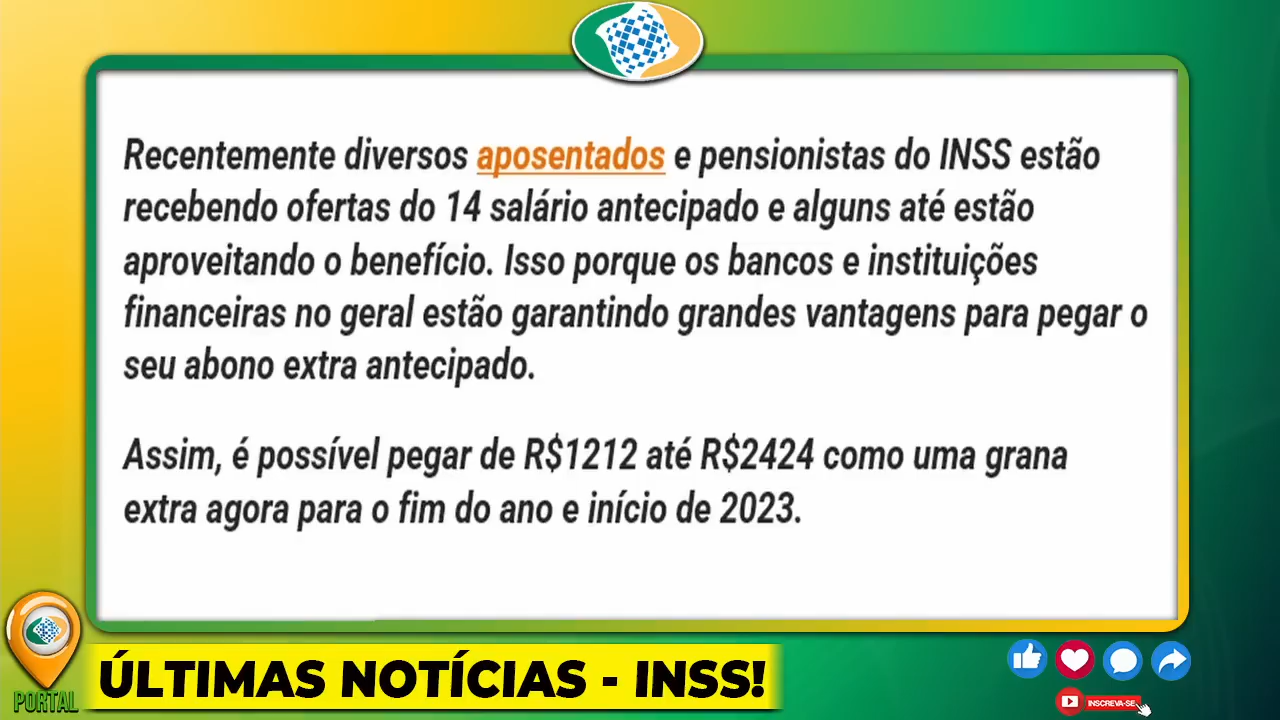 Recentemente diversos aposentados e pensionistas do INSS estão
recebendo ofertas do 14 salário antecipado e alguns até estão
aproveitando o benefício. Isso porque os bancos e instituições
financeiras no geral estão garantindo grandes vantagens para pegar o
seu abono extra antecipado.
Assim, é possível pegar de R$1212 até R$2424 como uma grana
extra agora para o fim do ano e início de 2023.
PORTAL
ÚLTIMAS NOTÍCIAS - INSS!
INSCREVA-SE